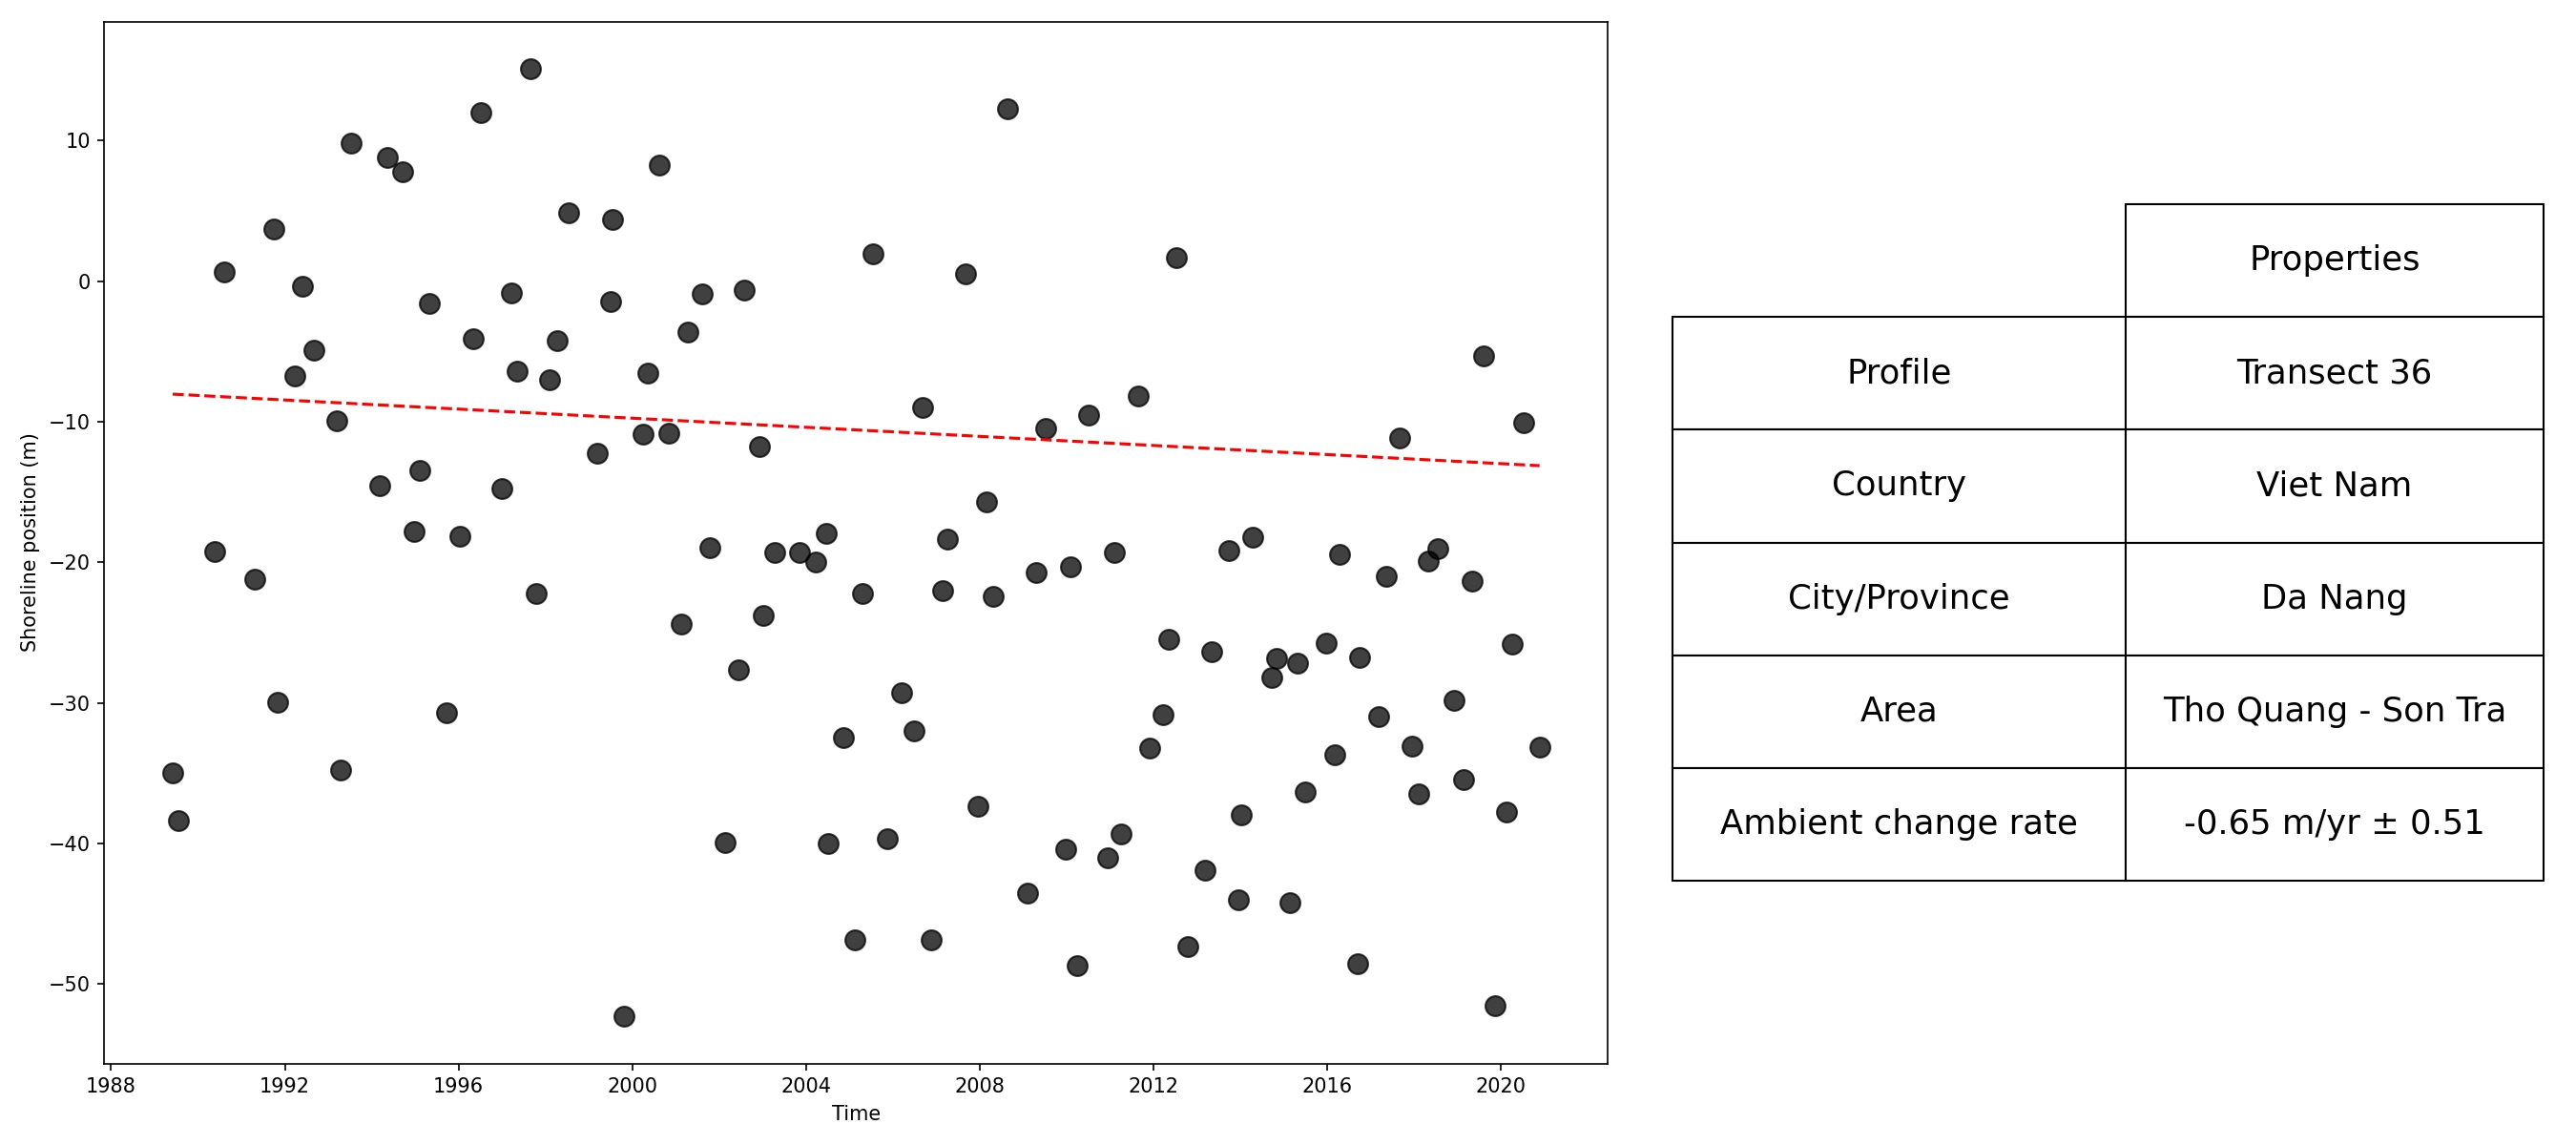 10
0
−10
−20
−30
−40
−50
Shoreline position (m)
1988 1992 1996 2000 2004 2008 2012 2016 2020
Time
Properties
Profile Transect 36
Country Viet Nam
City/Province Da Nang
Area Tho Quang - Son Tra
Ambient change rate -0.65 m/yr ± 0.51